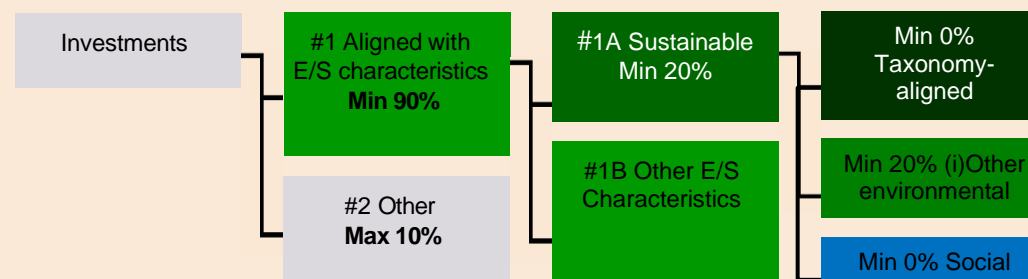 Investments
#1 Aligned with
E/S characteristics
Min 90%
#2 Other
Max 10%
#1A Sustainable
Min 20%
#1B Other E/S
Characteristics
Min 0%
Taxonomy-
aligned
Min 20% (i)Other
environmental
Min 0% Social